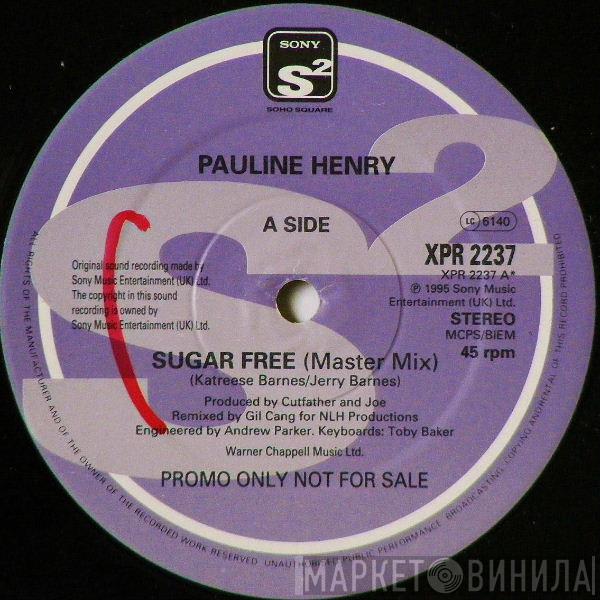 SONY
S2
SOHO SQUARE
PAULINE HENRY
A SIDE
LC 6140
XPR 2237
XPR 2237 A*
℗ 1995 Sony Music
Entertainment (UK) Ltd.
STEREO
MCPS/BIEM
45 rpm
Original sound recording made by
Sony Music Entertainment (UK) Ltd.
The copyright in this sound
recording is owned by
Sony Music Entertainment (UK) Ltd.
SUGAR FREE (Master Mix)
(Katreese Barnes/Jerry Barnes)
Produced by Cutfather and Joe
Remixed by Gil Cang for NLH Productions
Engineered by Andrew Parker. Keyboards: Toby Baker
Warner Chappell Music Ltd.
PROMO ONLY NOT FOR SALE
ALL RIGHTS OF THE MANUFACTURER AND OF THE OWNER OF THE RECORDED WORK RESERVED. UNAUTHORISED PUBLIC PERFORMANCE, BROADCASTING, COPYING AND RENTAL OF THIS RECORD PROHIBITED
S2
МАРКЕТ ВИНИЛА